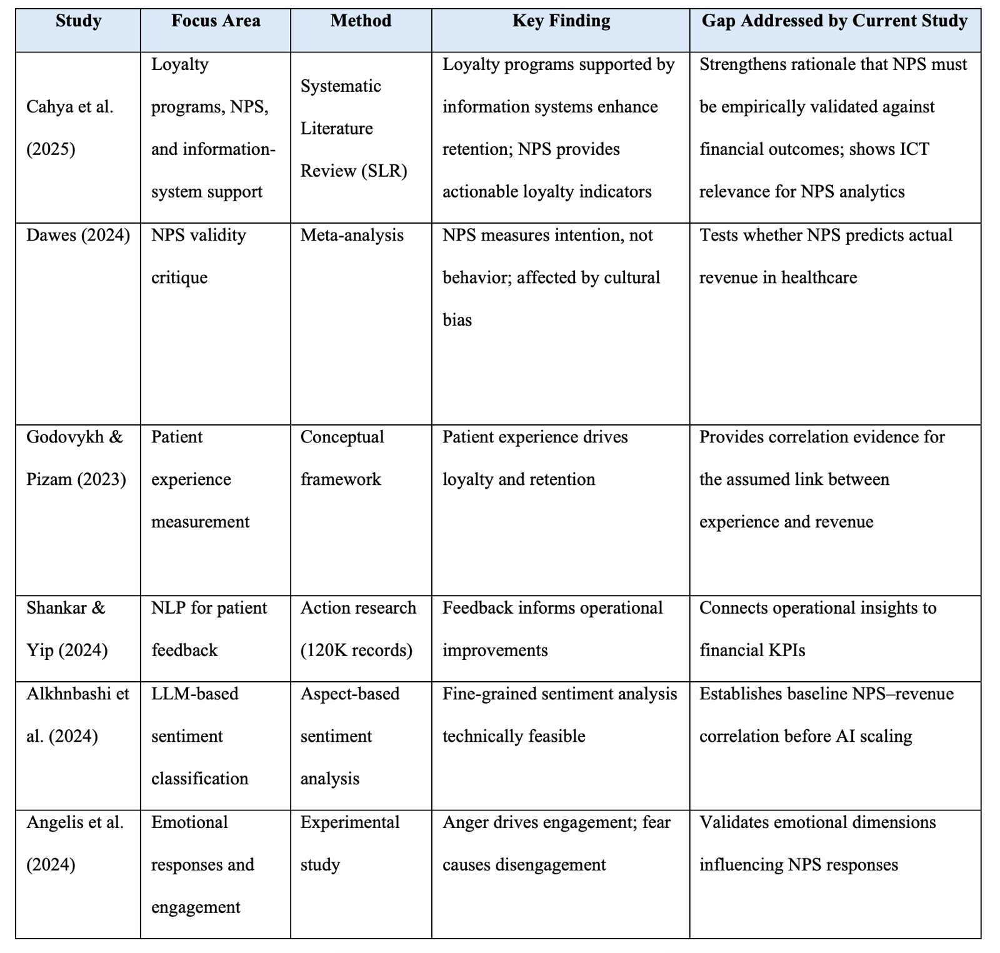 Study
Focus Area
Method
Key Finding
Gap Addressed by Current Study
Cahya et al.
(2025)
Loyalty
programs, NPS,
and information-
system support
Systematic
Literature
Review (SLR)
Loyalty programs supported by
information systems enhance
retention; NPS provides
actionable loyalty indicators
Strengthens rationale that NPS must
be empirically validated against
financial outcomes; shows ICT
relevance for NPS analytics
Dawes (2024)
NPS validity
critique
Meta-analysis
NPS measures intention, not
behavior; affected by cultural
bias
Tests whether NPS predicts actual
revenue in healthcare
Godovykh &
Pizam (2023)
Patient
experience
measurement
Conceptual
framework
Patient experience drives
loyalty and retention
Provides correlation evidence for
the assumed link between
experience and revenue
Shankar &
Yip (2024)
NLP for patient
feedback
Action research
(120K records)
Feedback informs operational
improvements
Connects operational insights to
financial KPIs
Alkhnbashi et
al. (2024)
LLM-based
sentiment
classification
Aspect-based
sentiment
analysis
Fine-grained sentiment analysis
technically feasible
Establishes baseline NPS–revenue
correlation before AI scaling
Angelis et al.
(2024)
Emotional
responses and
engagement
Experimental
study
Anger drives engagement; fear
causes disengagement
Validates emotional dimensions
influencing NPS responses